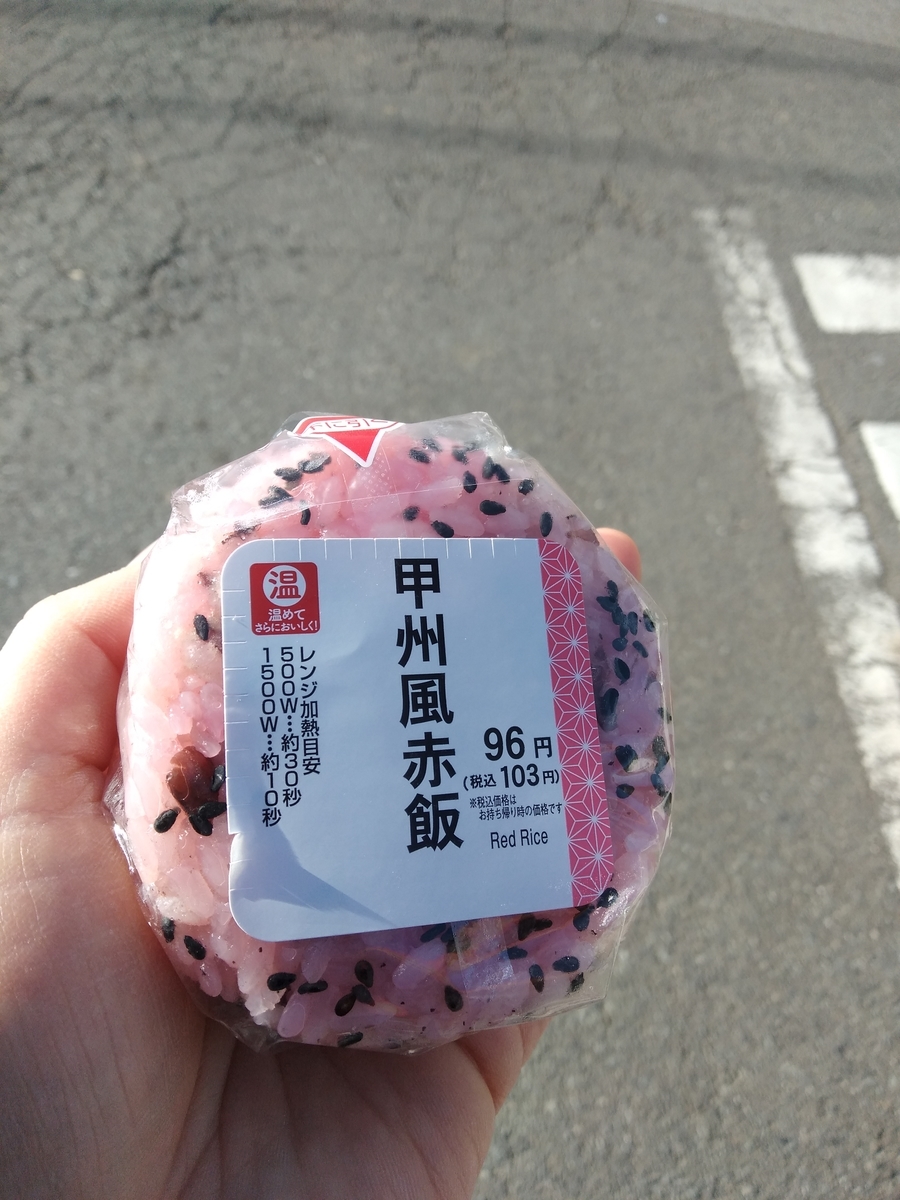 温
温めて
さらにおいしく!
レンジ加熱目安
500W…約30秒
1500W…約10秒
甲州風赤飯
96円
(税込103円)
※税込価格は
お持ち帰り時の価格です
Red Rice